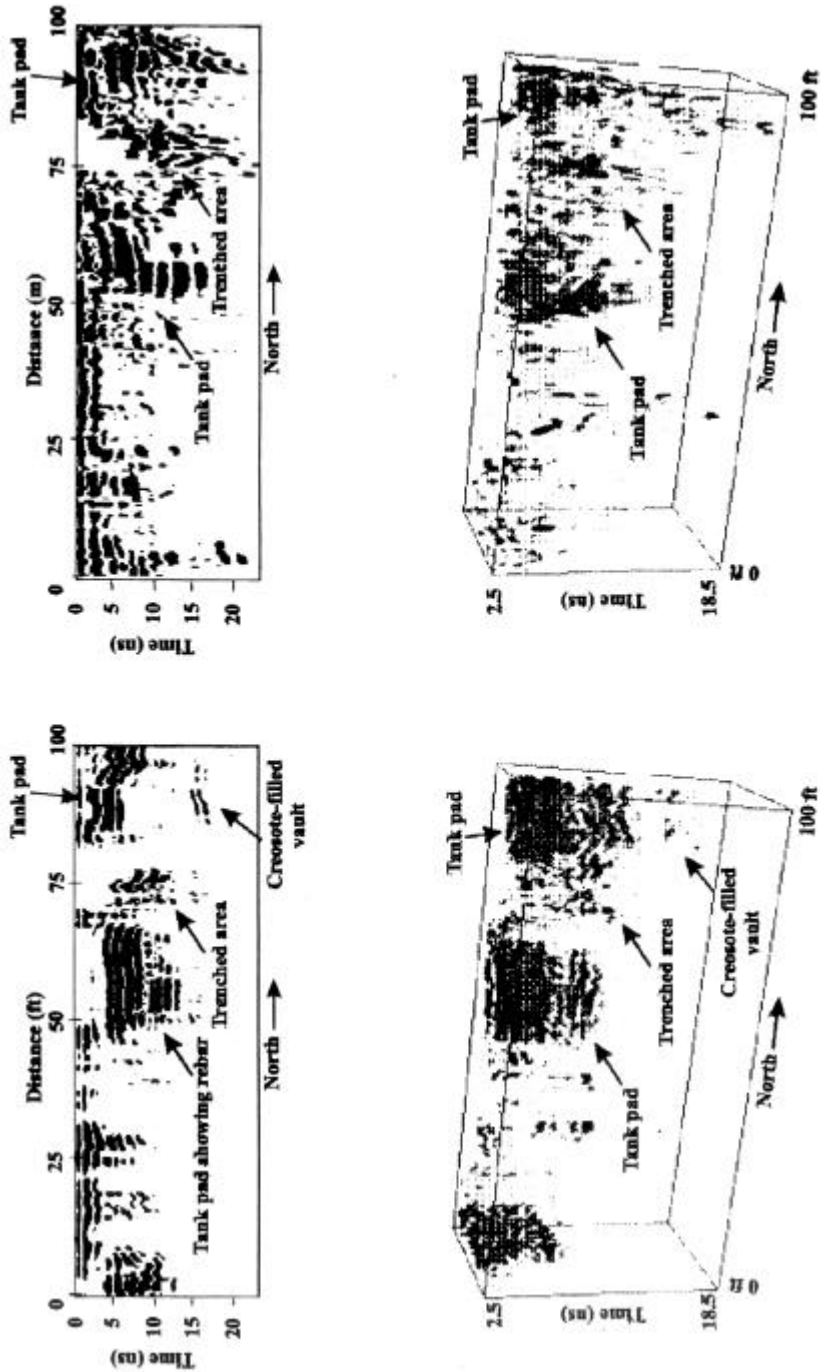 Tank pad
Distance (ft)
0 25 50 75 100
0
5
10
15
20
Time (ns)
Tank pad showing rebar
Trenched area
Creosote-filled
vault
North
Tank pad
Distance (m)
0 25 50 75 100
0
5
10
15
20
Time (ns)
Tank pad
Trenched area
North
Tank pad
2.5
Time (ns)
18.5
0 ft
Tank pad
Trenched area
Creosote-filled
vault
North
100 ft
Tank pad
2.5
Time (ns)
18.5
0 ft
Tank pad
Trenched area
North
100 ft